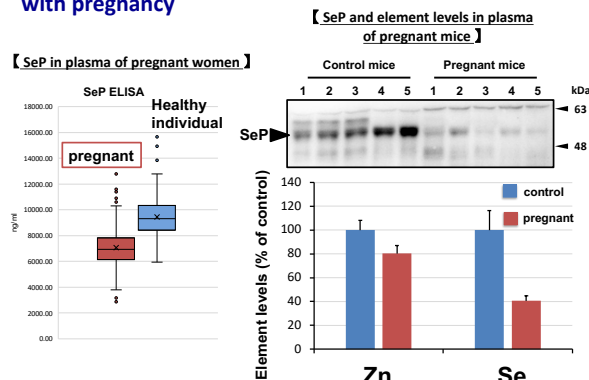 with pregnancy
【 SeP in plasma of pregnant women 】
SeP ELISA
Healthy
individual
pregnant
ng/ml
18000.00
16000.00
14000.00
12000.00
10000.00
8000.00
6000.00
4000.00
2000.00
0.00
【 SeP and element levels in plasma
of pregnant mice 】
Control mice Pregnant mice
1 2 3 4 5 1 2 3 4 5 kDa
63
SeP
48
Element levels (% of control)
140
120
100
80
60
40
20
0
control
pregnant
Zn Se